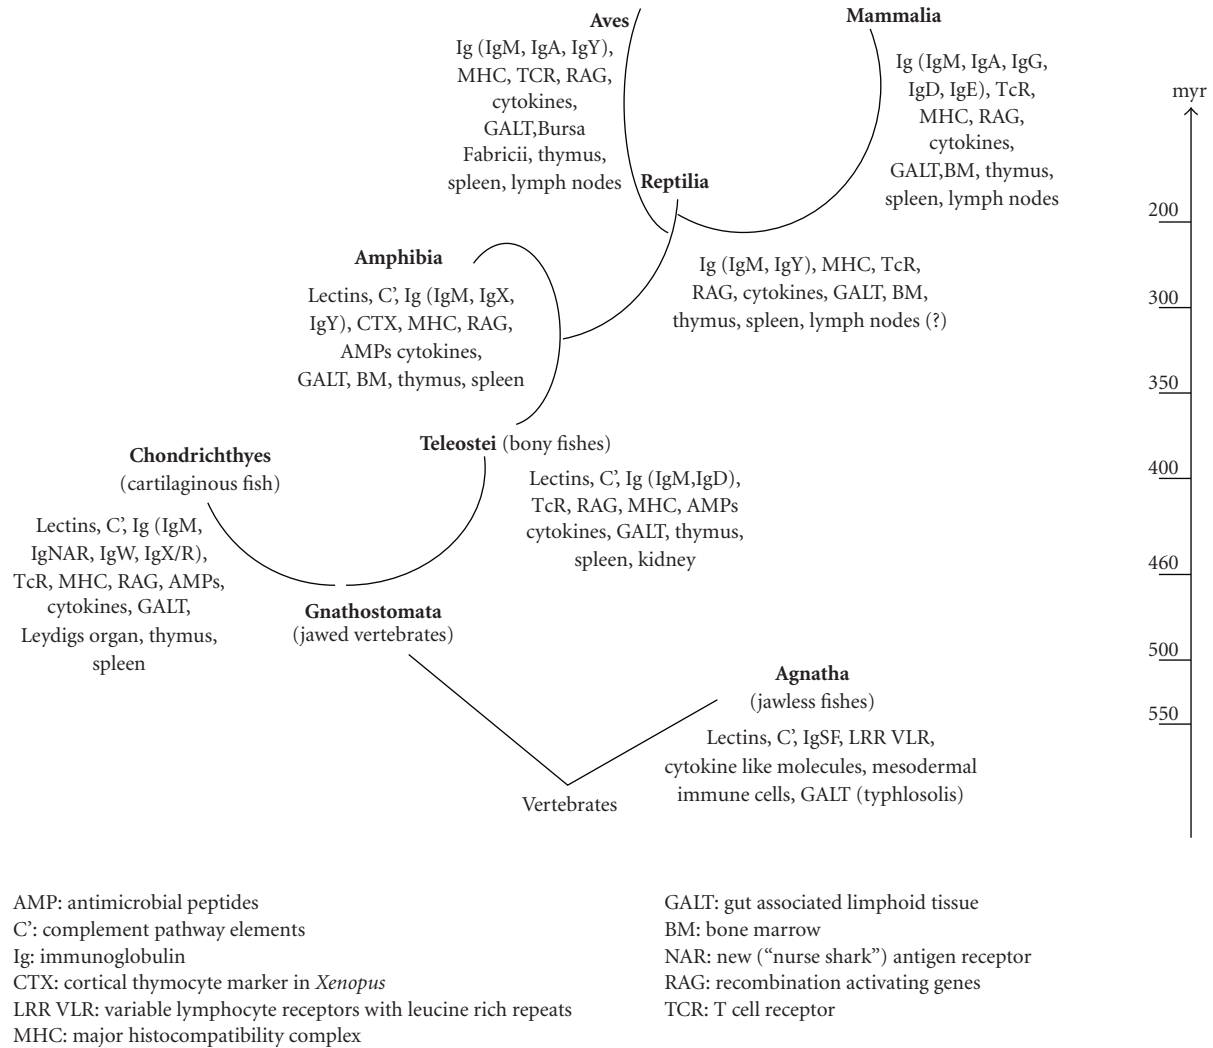 Aves
Ig (IgM, IgA, IgY),
MHC, TCR, RAG,
cytokines,
GALT,Bursa
Fabricii, thymus,
spleen, lymph nodes
Mammalia
Ig (IgM, IgA, IgG,
IgD, IgE), TcR,
MHC, RAG,
cytokines,
GALT,BM, thymus,
spleen, lymph nodes
Reptilia
Ig (IgM, IgY), MHC, TcR,
RAG, cytokines, GALT, BM,
thymus, spleen, lymph nodes (?)
Amphibia
Lectins, C’, Ig (IgM, IgX,
IgY), CTX, MHC, RAG,
AMPs cytokines,
GALT, BM, thymus, spleen
Teleostei (bony fishes)
Lectins, C’, Ig (IgM,IgD),
TcR, RAG, MHC, AMPs
cytokines, GALT, thymus,
spleen, kidney
Chondrichthyes
(cartilaginous fish)
Lectins, C’, Ig (IgM,
IgNAR, IgW, IgX/R),
TcR, MHC, RAG, AMPs,
cytokines, GALT,
Leydigs organ, thymus,
spleen
Gnathostomata
(jawed vertebrates)
Agnatha
(jawless fishes)
Lectins, C’, IgSF, LRR VLR,
cytokine like molecules, mesodermal
immune cells, GALT (typhlosolis)
Vertebrates
myr
200
300
350
400
460
500
550
AMP: antimicrobial peptides
C’: complement pathway elements
Ig: immunoglobulin
CTX: cortical thymocyte marker in Xenopus
LRR VLR: variable lymphocyte receptors with leucine rich repeats
MHC: major histocompatibility complex
GALT: gut associated limphoid tissue
BM: bone marrow
NAR: new (“nurse shark”) antigen receptor
RAG: recombination activating genes
TCR: T cell receptor